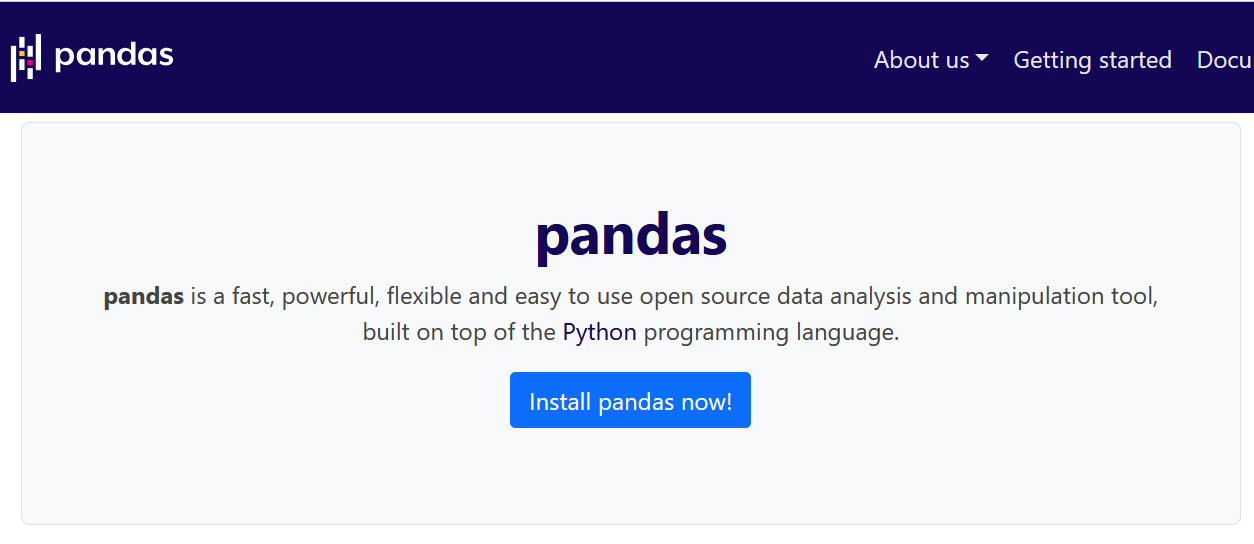 pandas
About us Getting started Docu
pandas
pandas is a fast, powerful, flexible and easy to use open source data analysis and manipulation tool,
built on top of the Python programming language.
Install pandas now!